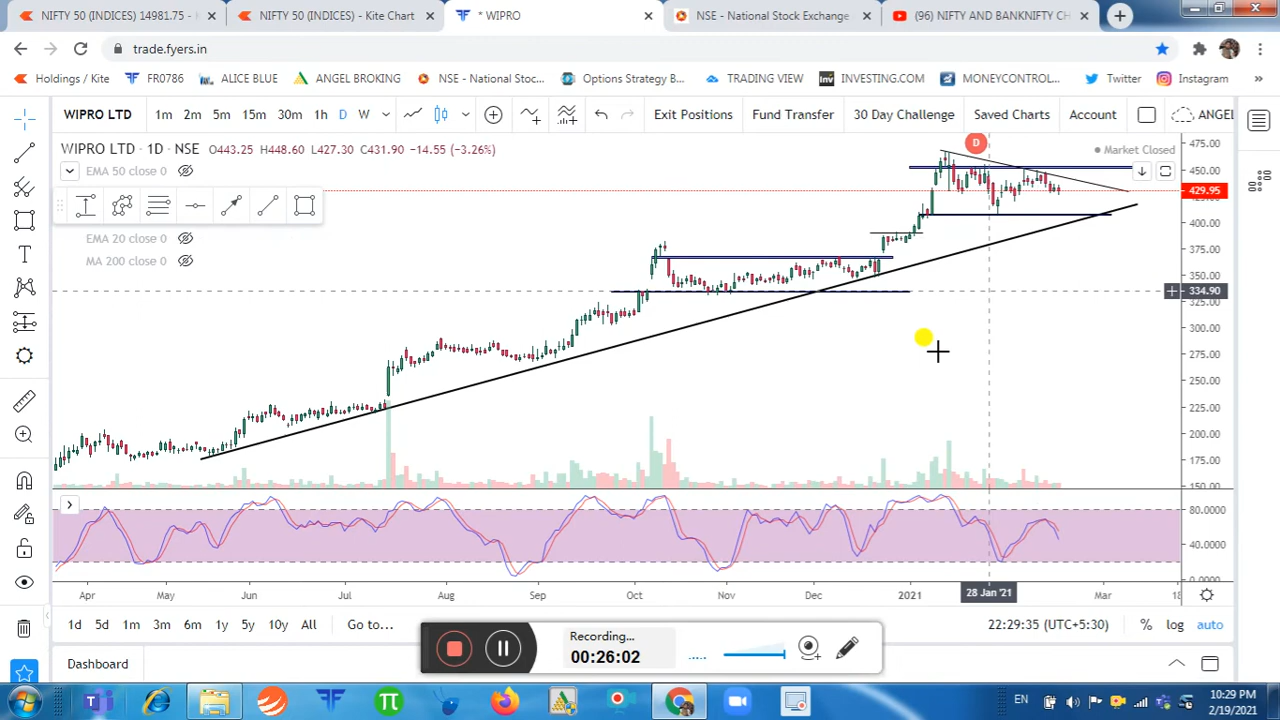 NIFTY 50 (INDICES) 14981.75 -
NIFTY 50 (INDICES) - Kite Chart
* WIPRO
NSE - National Stock Exchange
(96) NIFTY AND BANKNIFTY CH
trade.fyers.in
Holdings / Kite
FR0786
ALICE BLUE
ANGEL BROKING
NSE - National Stoc...
Options Strategy B...
TRADING VIEW
INVESTING.COM
MONEYCONTROL...
Twitter
Instagram
»
WIPRO LTD 1m 2m 5m 15m 30m 1h D W
Exit Positions
Fund Transfer
30 Day Challenge
Saved Charts
Account
ANGEL
WIPRO LTD · 1D · NSE O443.25 H448.60 L427.30 C431.90 -14.55 (-3.26%)
Market Closed
EMA 50 close 0
EMA 20 close 0
MA 200 close 0
D
475.00
450.00
429.95
400.00
375.00
350.00
334.90
325.00
300.00
275.00
250.00
225.00
200.00
175.00
150.00
80.0000
40.0000
0.0000
Apr May Jun Jul Aug Sep Oct Nov Dec 2021 28 Jan '21 Mar 18
1d 5d 1m 3m 6m 1y 5y 10y All Go to...
22:29:35 (UTC+5:30) % log auto
Recording...
00:26:02
Dashboard
EN
10:29 PM
2/19/2021